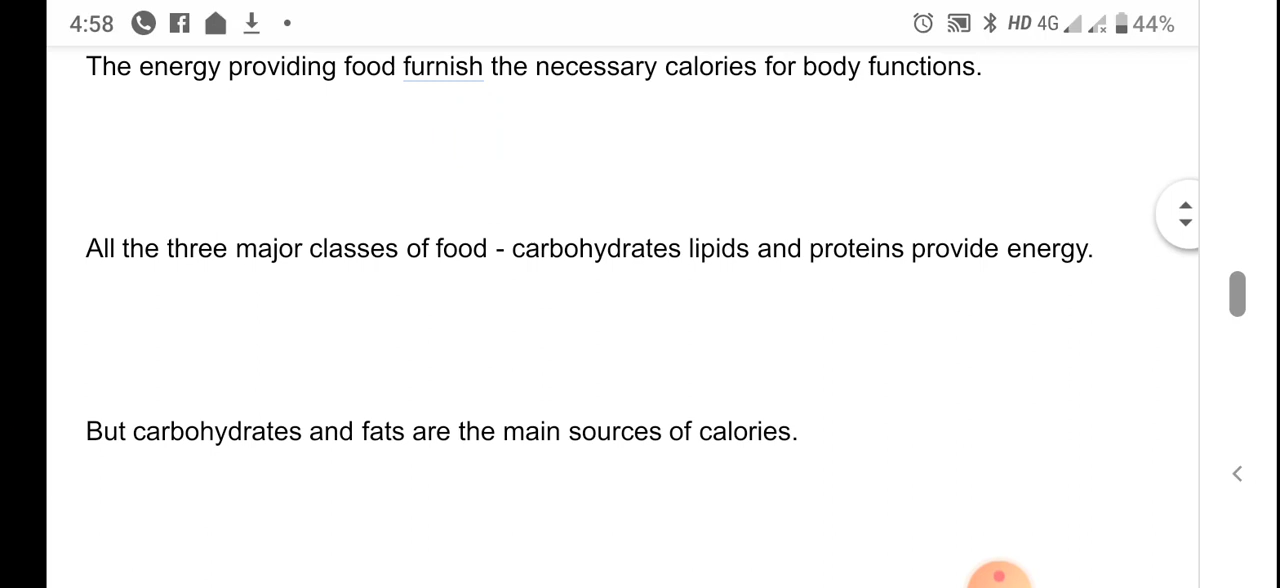 4:58 HD 4G 44%
The energy providing food furnish the necessary calories for body functions.
All the three major classes of food - carbohydrates lipids and proteins provide energy.
But carbohydrates and fats are the main sources of calories.